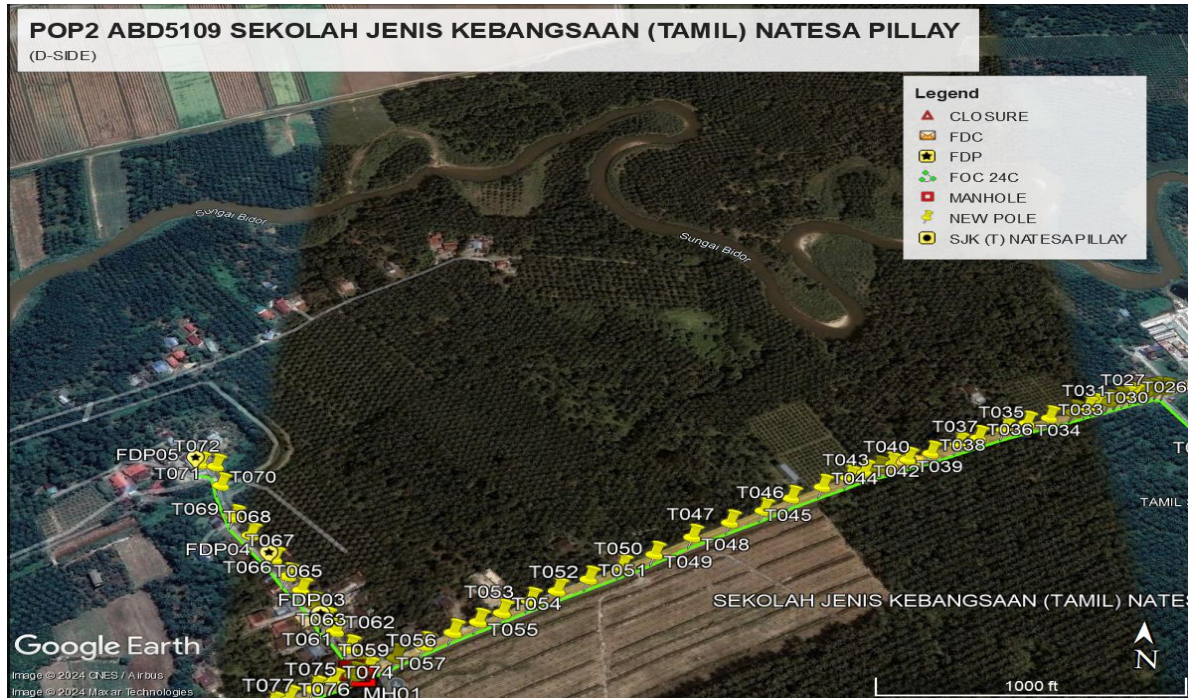 POP2 ABD5109 SEKOLAH JENIS KEBANGSAAN (TAMIL) NATESA PILLAY
(D-SIDE)
Legend
CLOSURE
FDC
FDP
FOC 24C
MANHOLE
NEW POLE
SJK (T) NATESAPILLAY
Sungai Bidor
Sungai Bidor
T027
T026
T031
T030
T035
T033
T037
T036
T034
T040
T038
T043
T042
T039
T044
T046
T045
T047
T048
T050
T049
T052
T051
T053
T054
T055
T056
T057
T072
FDP05
T071
T070
T069
T068
T067
FDP04
T066
T065
FDP03
T063
T062
T061
T059
T075
T074
T077
T076
MH01
TAMIL
SEKOLAH JENIS KEBANGSAAN (TAMIL) NATES
Google Earth
Image © 2024 CNES / Airbus
Image © 2024 Maxar Technologies
N
1000 ft